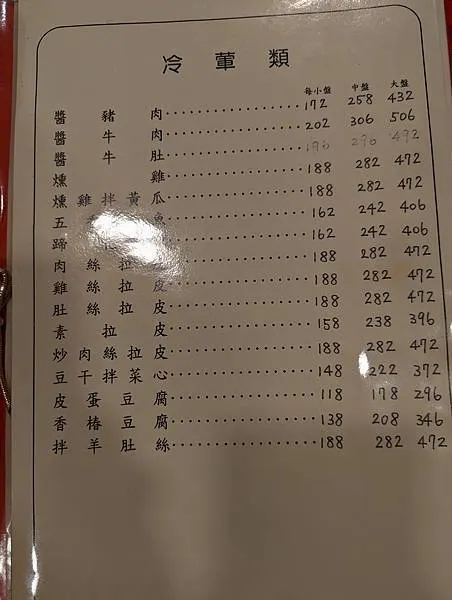 冷葷類
每小盤 中盤 大盤
醬豬肉 172 258 432
醬牛肉 202 306 506
醬牛肚 196 296 492
燻雞 188 282 472
燻雞拌黃瓜 188 282 472
五 魚 162 242 406
蹄 162 242 406
肉絲拉皮 188 282 472
雞絲拉皮 188 282 472
肚絲拉皮 188 282 472
素拉皮 158 238 396
炒肉絲拉皮 188 282 472
豆干拌菜心 148 222 372
皮蛋豆腐 118 178 296
香椿豆腐 138 208 346
拌羊肚絲 188 282 472